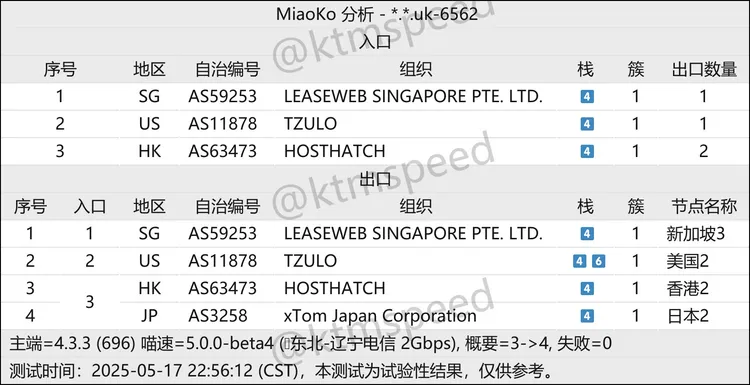 MiaoKo 分析 - *.*.uk-6562
入口
序号 地区 自治编号 组织 栈 簇 出口数量
1 SG AS59253 LEASEWEB SINGAPORE PTE. LTD. 4 1 1
2 US AS11878 TZULO 4 1 1
3 HK AS63473 HOSTHATCH 4 1 2
出口
序号 入口 地区 自治编号 组织 栈 簇 节点名称
1 1 SG AS59253 LEASEWEB SINGAPORE PTE. LTD. 4 1 新加坡3
2 2 US AS11878 TZULO 4 6 1 美国2
3 3 HK AS63473 HOSTHATCH 4 1 香港2
4 JP AS3258 xTom Japan Corporation 4 1 日本2
主端=4.3.3 (696) 喵速=5.0.0-beta4 (东北-辽宁电信 2Gbps), 概要=3->4, 失败=0
测试时间：2025-05-17 22:56:12 (CST)，本测试为试验性结果，仅供参考。
@ktmspeed
@ktmspeed
@ktmspeed